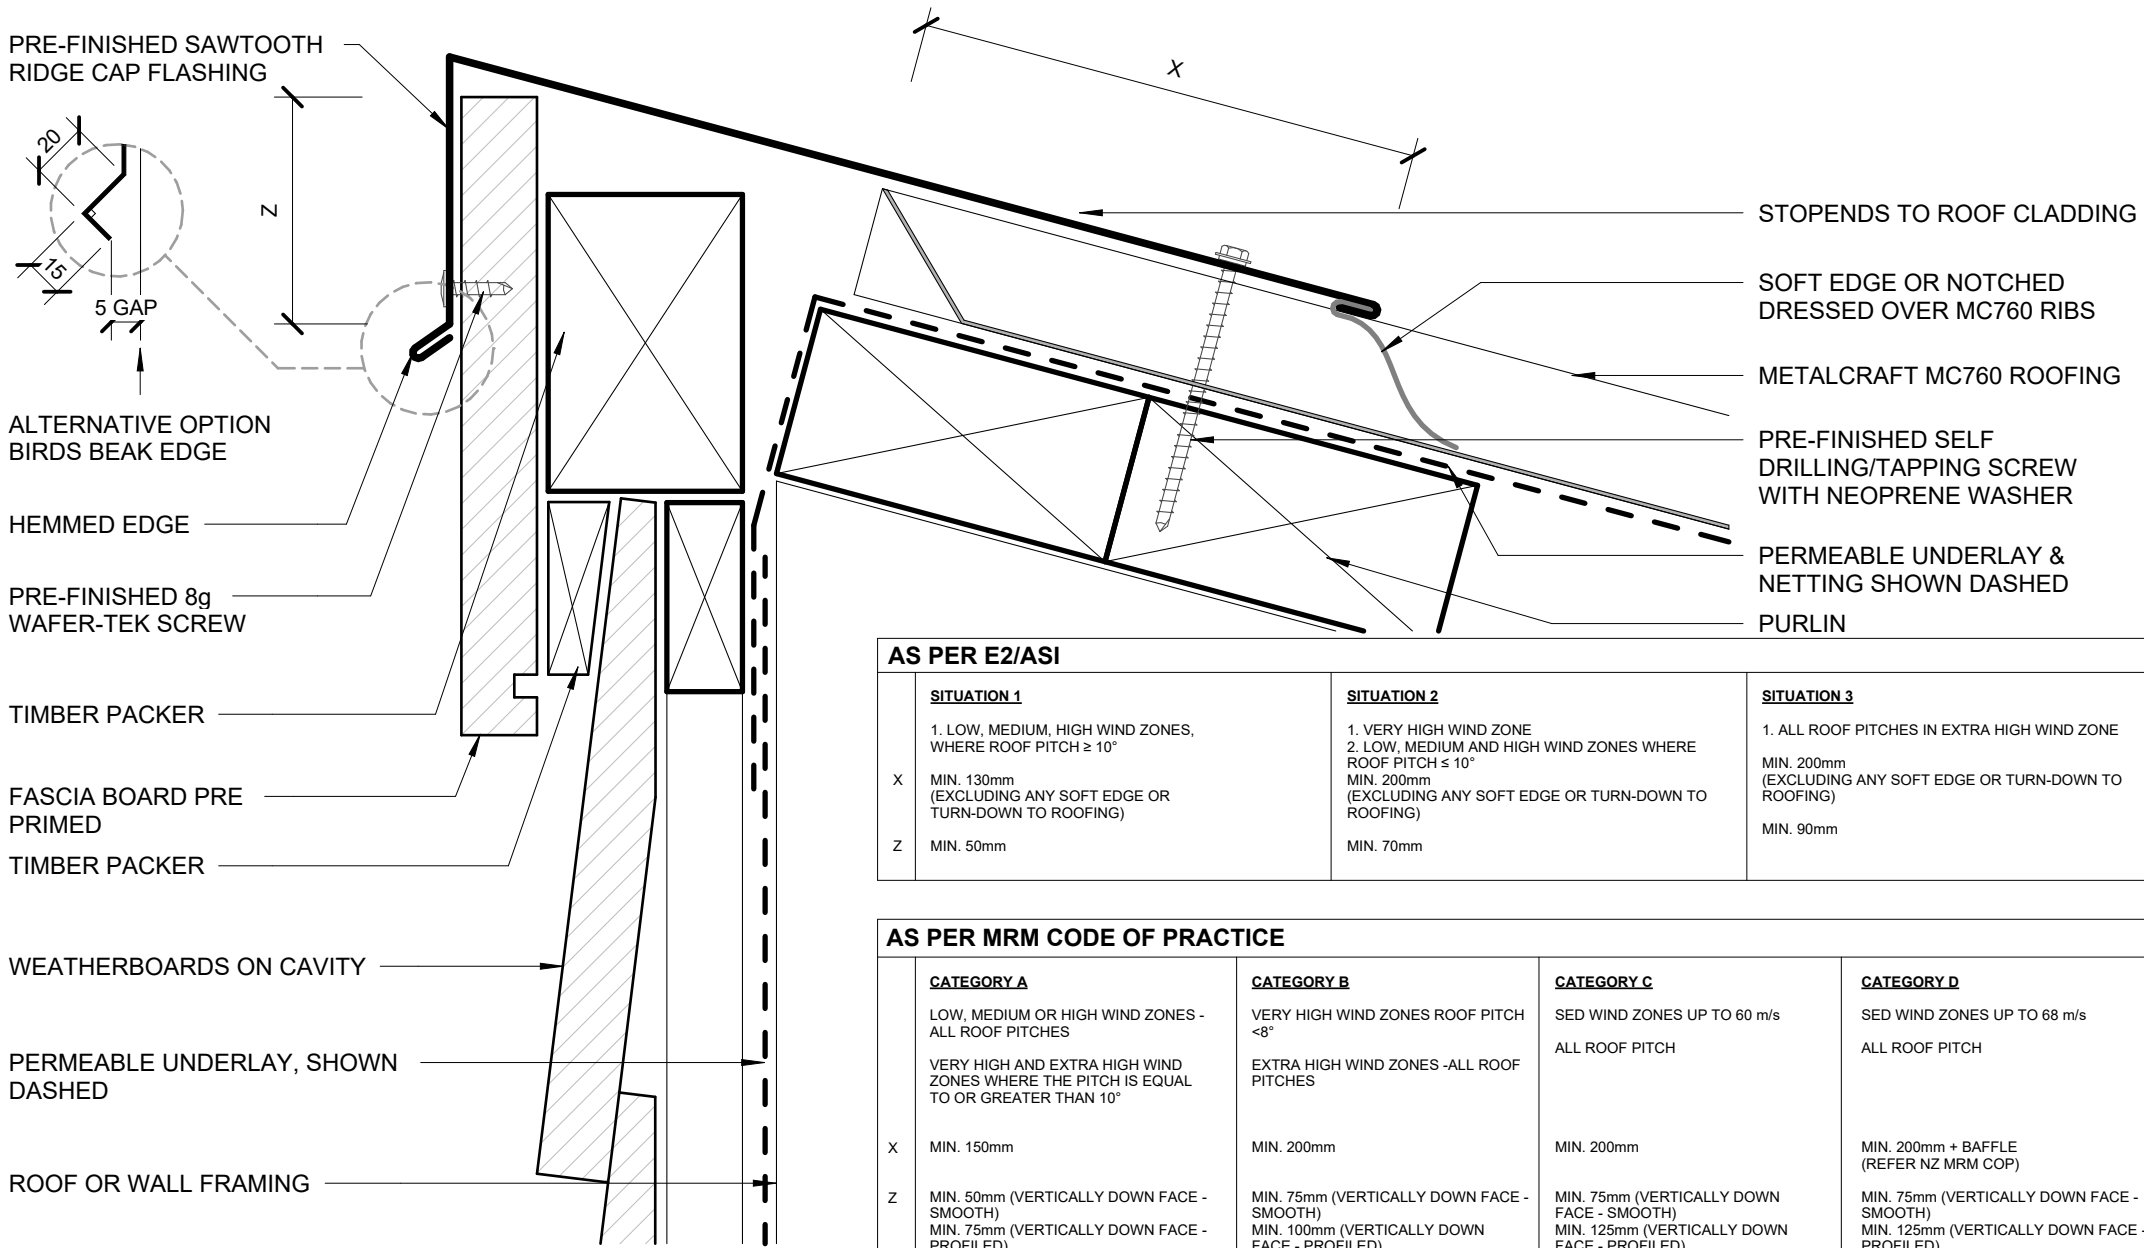 PRE-FINISHED SAWTOOTH
RIDGE CAP FLASHING
20
15
5 GAP
Z
X
ALTERNATIVE OPTION
BIRDS BEAK EDGE
HEMMED EDGE
PRE-FINISHED 8g
WAFER-TEK SCREW
TIMBER PACKER
FASCIA BOARD PRE
PRIMED
TIMBER PACKER
WEATHERBOARDS ON CAVITY
PERMEABLE UNDERLAY, SHOWN
DASHED
ROOF OR WALL FRAMING
STOPENDS TO ROOF CLADDING
SOFT EDGE OR NOTCHED
DRESSED OVER MC760 RIBS
METALCRAFT MC760 ROOFING
PRE-FINISHED SELF
DRILLING/TAPPING SCREW
WITH NEOPRENE WASHER
PERMEABLE UNDERLAY &
NETTING SHOWN DASHED
PURLIN
AS PER E2/ASI
SITUATION 1
1. LOW, MEDIUM, HIGH WIND ZONES,
WHERE ROOF PITCH ≥ 10°
X
MIN. 130mm
(EXCLUDING ANY SOFT EDGE OR
TURN-DOWN TO ROOFING)
Z
MIN. 50mm
SITUATION 2
1. VERY HIGH WIND ZONE
2. LOW, MEDIUM AND HIGH WIND ZONES WHERE
ROOF PITCH ≤ 10°
MIN. 200mm
(EXCLUDING ANY SOFT EDGE OR TURN-DOWN TO
ROOFING)
MIN. 70mm
SITUATION 3
1. ALL ROOF PITCHES IN EXTRA HIGH WIND ZONE
MIN. 200mm
(EXCLUDING ANY SOFT EDGE OR TURN-DOWN TO
ROOFING)
MIN. 90mm
AS PER MRM CODE OF PRACTICE
CATEGORY A
LOW, MEDIUM OR HIGH WIND ZONES -
ALL ROOF PITCHES
VERY HIGH AND EXTRA HIGH WIND
ZONES WHERE THE PITCH IS EQUAL
TO OR GREATER THAN 10°
X
MIN. 150mm
Z
MIN. 50mm (VERTICALLY DOWN FACE -
SMOOTH)
MIN. 75mm (VERTICALLY DOWN FACE -
PROFILED)
CATEGORY B
VERY HIGH WIND ZONES ROOF PITCH
<8°
EXTRA HIGH WIND ZONES -ALL ROOF
PITCHES
MIN. 200mm
MIN. 75mm (VERTICALLY DOWN FACE -
SMOOTH)
MIN. 100mm (VERTICALLY DOWN
FACE - PROFILED)
CATEGORY C
SED WIND ZONES UP TO 60 m/s
ALL ROOF PITCH
MIN. 200mm
MIN. 75mm (VERTICALLY DOWN
FACE - SMOOTH)
MIN. 125mm (VERTICALLY DOWN
FACE - PROFILED)
CATEGORY D
SED WIND ZONES UP TO 68 m/s
ALL ROOF PITCH
MIN. 200mm + BAFFLE
(REFER NZ MRM COP)
MIN. 75mm (VERTICALLY DOWN FACE -
SMOOTH)
MIN. 125mm (VERTICALLY DOWN FACE -
PROFILED)